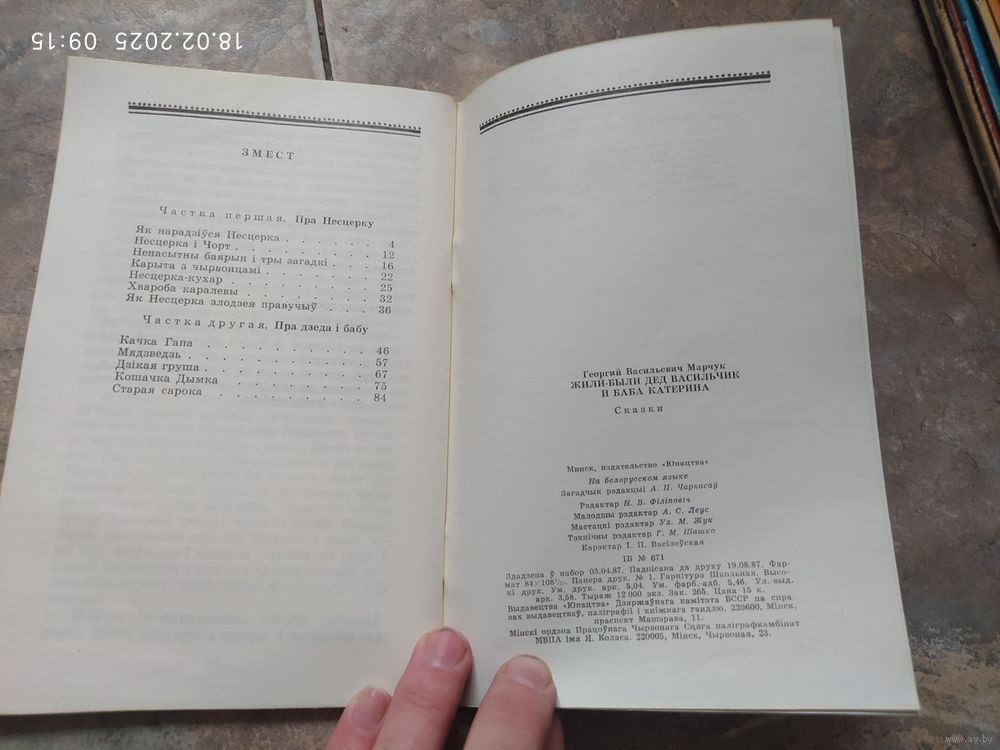 18.02.2025 09:15
ЗМЕСТ
Частка першая. Пра Несцерку
Як нарадзіўся Несцерка . . . . . . 4
Несцерка і Чорт . . . . . . . . 12
Ненасытны баярын і тры загадкі . . . . 16
Карыта з чырвонцамі . . . . . . . 22
Несцерка-кухар . . . . . . . . . 25
Хвароба каралевы . . . . . . . . 32
Як Несцерка злодзея правучыў . . . . 36
Частка другая. Пра дзеда і бабу
Качка Гапа . . . . . . . . . 46
Мядзведзь . . . . . . . . . . 57
Дзікая груша . . . . . . . . . 67
Кошачка Дымка . . . . . . . . 75
Старая сарока . . . . . . . . 84
Георгий Васильевич Марчук
ЖИЛИ-БЫЛИ ДЕД ВАСИЛЬЧИК
И БАБА КАТЕРИНА
Сказки
Минск, издательство «Юнацтва»
На белорусском языке
Загадчык рэдакцыі А. П. Чаркасаў
Рэдактар Н. В. Філіповіч
Малодшы рэдактар А. С. Леус
Мастацкі рэдактар Ул. М. Жук
Тэхнічны рэдактар Г. М. Шашко
Карэктар І. П. Васілеўская
ІБ № 671
Здадзена ў набор 03.04.87. Падпісана да друку 19.08.87. Фар-
мат 84×108 1/32. Папера друк. № 1. Гарнітура Школьная. Высо-
кі друк. Ум. друк. арк. 5,04. Ум. фарб.-адб. 5,46. Ул.-выд.
арк. 3,58. Тыраж 12 000 экз. Зак. 265. Цана 15 к.
Выдавецтва «Юнацтва» Дзяржаўнага камітэта БССР па спра-
вах выдавецтваў, паліграфіі і кніжнага гандлю. 220600, Мінск,
праспект Машэрава, 11.
Мінскі ордэна Працоўнага Чырвонага Сцяга паліграфкамбінат
МВПА імя Я. Коласа. 220005, Мінск, Чырвоная, 23.
www.ay.by